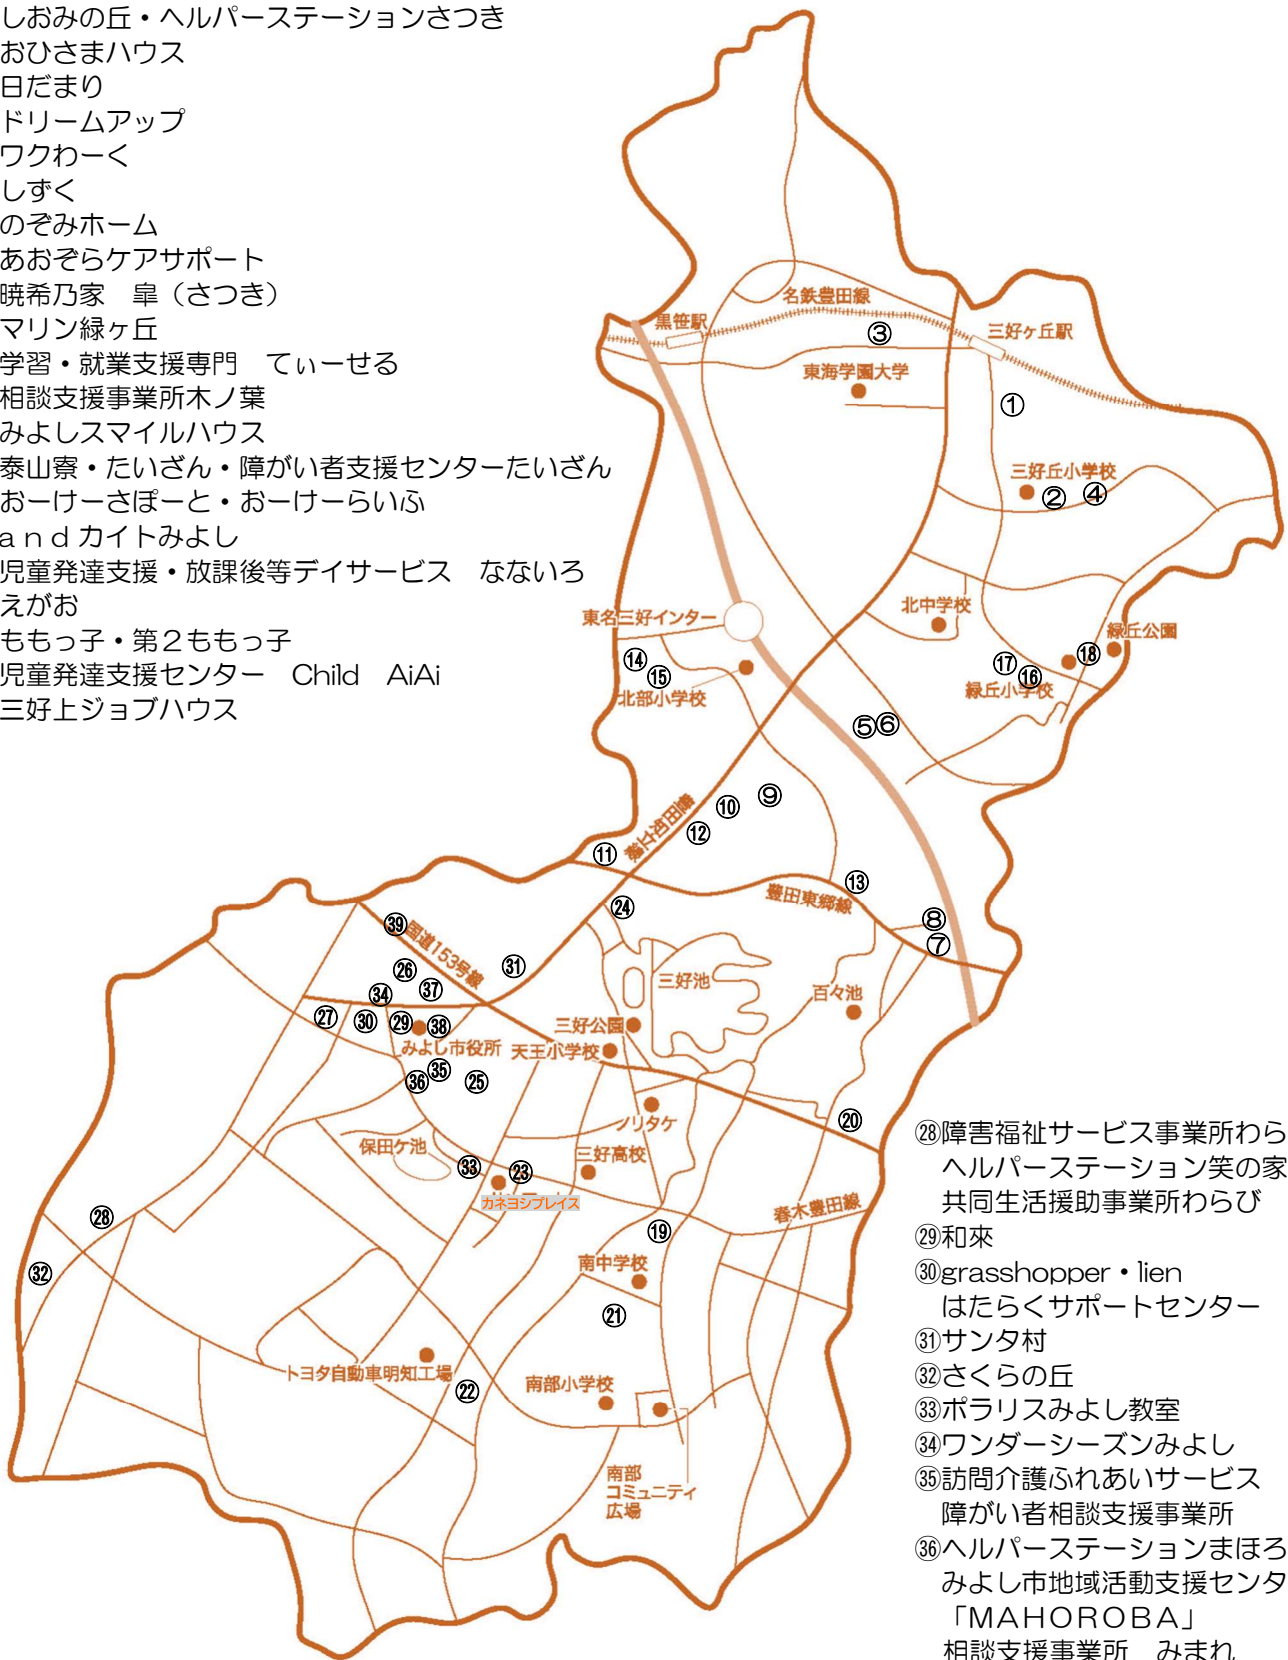 しおみの丘・ヘルパーステーションさつき
おひさまハウス
日だまり
ドリームアップ
ワクわーく
しずく
のぞみホーム
あおぞらケアサポート
暁希乃家　皐（さつき）
マリン緑ヶ丘
学習・就業支援専門　てぃーせる
相談支援事業所木ノ葉
みよしスマイルハウス
泰山寮・たいざん・障がい者支援センターたいざん
おーけーさぽーと・おーけーらいふ
ａｎｄカイトみよし
児童発達支援・放課後等デイサービス　なないろ
えがお
ももっ子・第２ももっ子
児童発達支援センター　Child　AiAi
三好上ジョブハウス
名鉄豊田線
黒笹駅
③
三好ヶ丘駅
東海学園大学
①
三好丘小学校
②
④
北中学校
東名三好インター
緑丘公園
⑭
⑮
⑰
⑯
⑱
北部小学校
緑丘小学校
⑤⑥
⑨
⑩
⑫
豊田知立線
⑪
⑬
豊田東郷線
㉔
⑧
⑦
㊴
国道153号線
㉛
㉖
㊲
㉞
三好池
百々池
㉗
㉚
㉙
㊳
三好公園
みよし市役所
天王小学校
㉟
㊱
㉕
ノリタケ
⑳
保田ケ池
三好高校
㉝
㉓
カネヨシプレイス
春木豊田線
㉘
⑲
南中学校
㉜
㉑
トヨタ自動車明知工場
㉒
南部小学校
南部
コミュニティ
広場
㉘障害福祉サービス事業所わら
ヘルパーステーション笑の家
共同生活援助事業所わらび
㉙和來
㉚grasshopper・lien
はたらくサポートセンター
㉛サンタ村
㉜さくらの丘
㉝ポラリスみよし教室
㉞ワンダーシーズンみよし
㉟訪問介護ふれあいサービス
障がい者相談支援事業所
㊱ヘルパーステーションまほろ
みよし市地域活動支援センタ
「ＭＡＨＯＲＯＢＡ」
相談支援事業所　みまれ